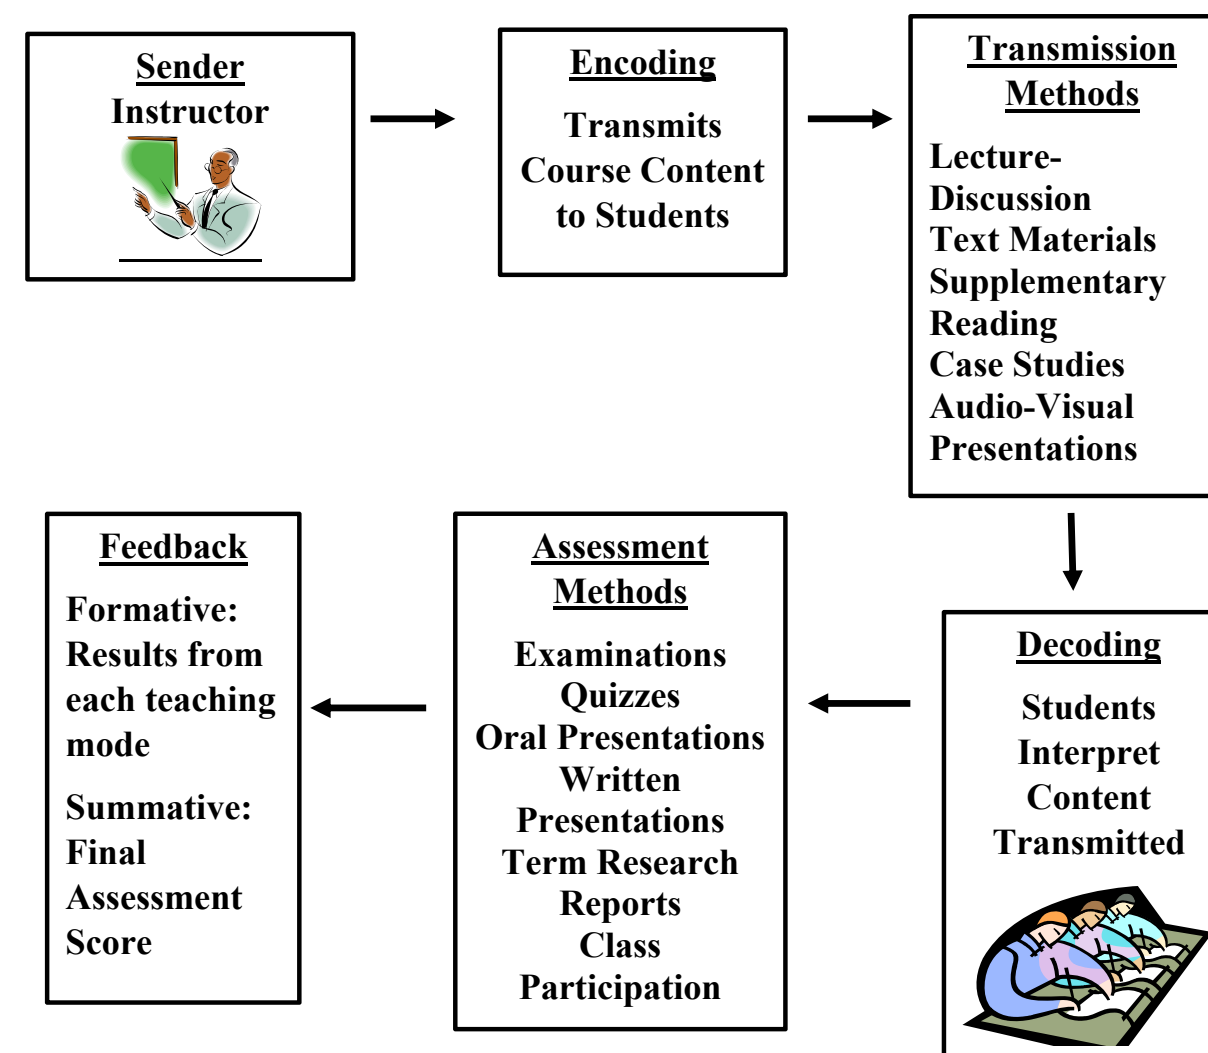 Sender
Instructor
Encoding
Transmits
Course Content
to Students
Transmission
Methods
Lecture-
Discussion
Text Materials
Supplementary
Reading
Case Studies
Audio-Visual
Presentations
Decoding
Students
Interpret
Content
Transmitted
Assessment
Methods
Examinations
Quizzes
Oral Presentations
Written
Presentations
Term Research
Reports
Class
Participation
Feedback
Formative:
Results from
each teaching
mode
Summative:
Final
Assessment
Score